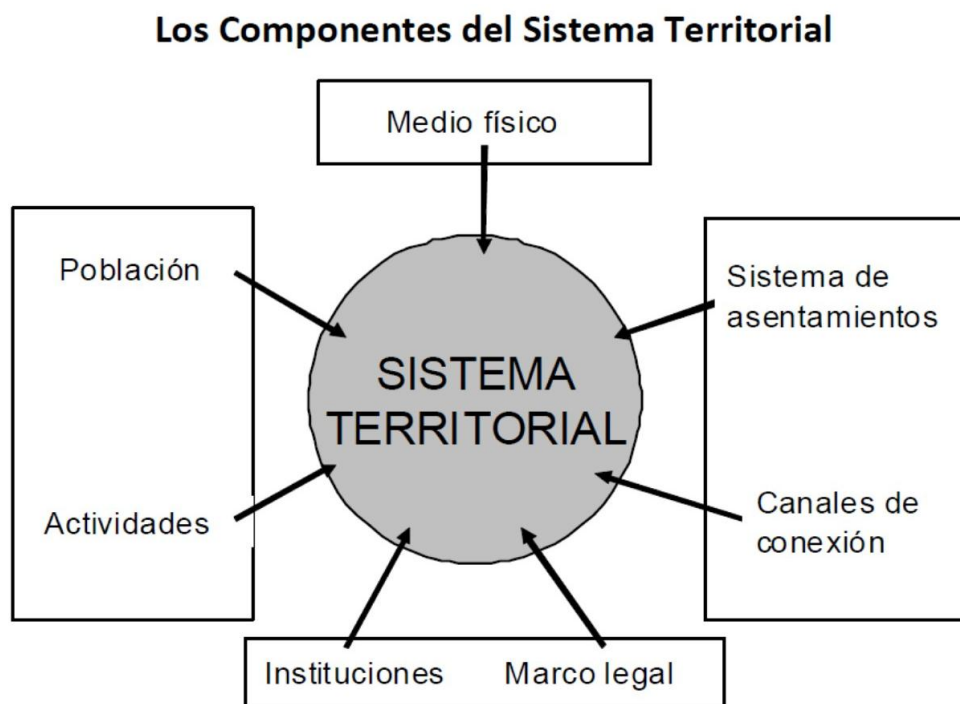 Los Componentes del Sistema Territorial
Medio físico
Población
Sistema de
asentamientos
SISTEMA
TERRITORIAL
Actividades
Canales de
conexión
Instituciones
Marco legal